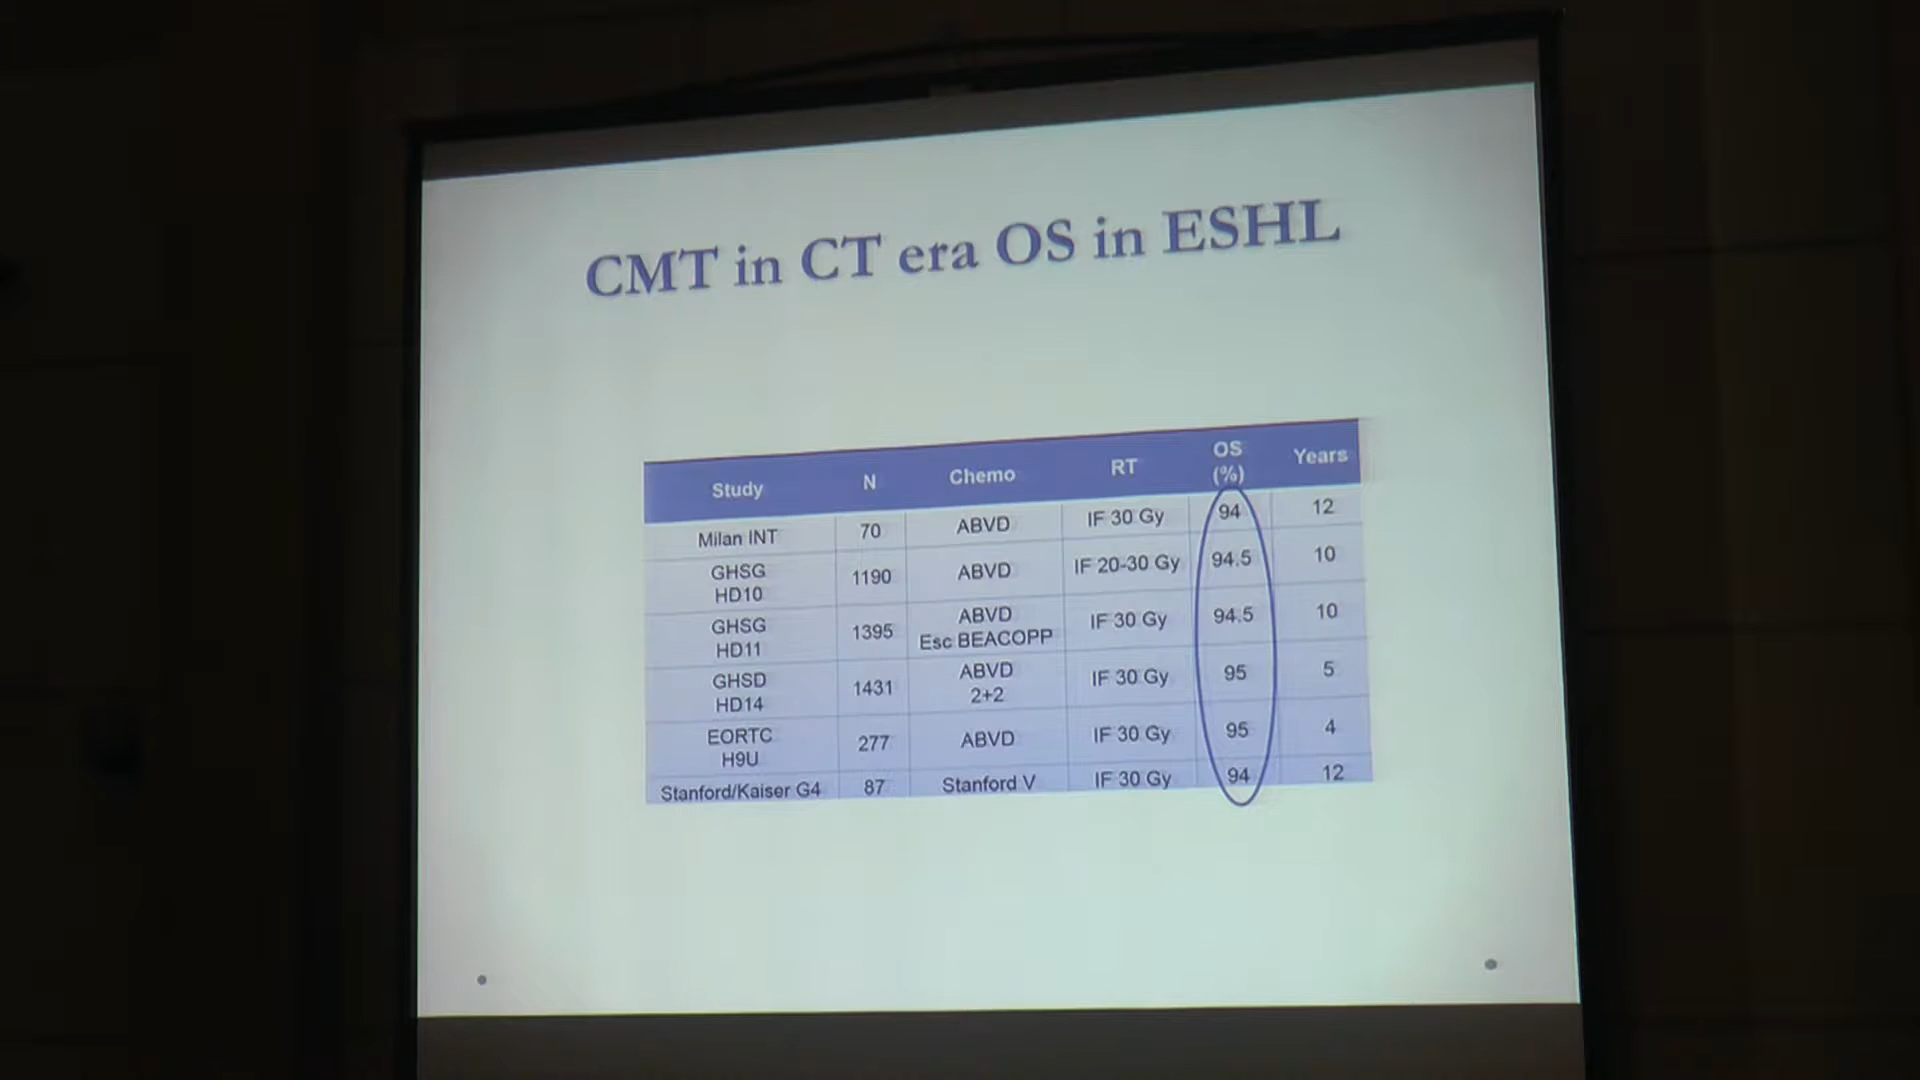 CMT in CT era OS in ESHL
Study N Chemo RT OS (%) Years
Milan INT 70 ABVD IF 30 Gy 94 12
GHSG HD10 1190 ABVD IF 20-30 Gy 94.5 10
GHSG HD11 1395 ABVD Esc BEACOPP IF 30 Gy 94.5 10
GHSD HD14 1431 ABVD 2+2 IF 30 Gy 95 5
EORTC H9U 277 ABVD IF 30 Gy 95 4
Stanford/Kaiser G4 87 Stanford V IF 30 Gy 94 12